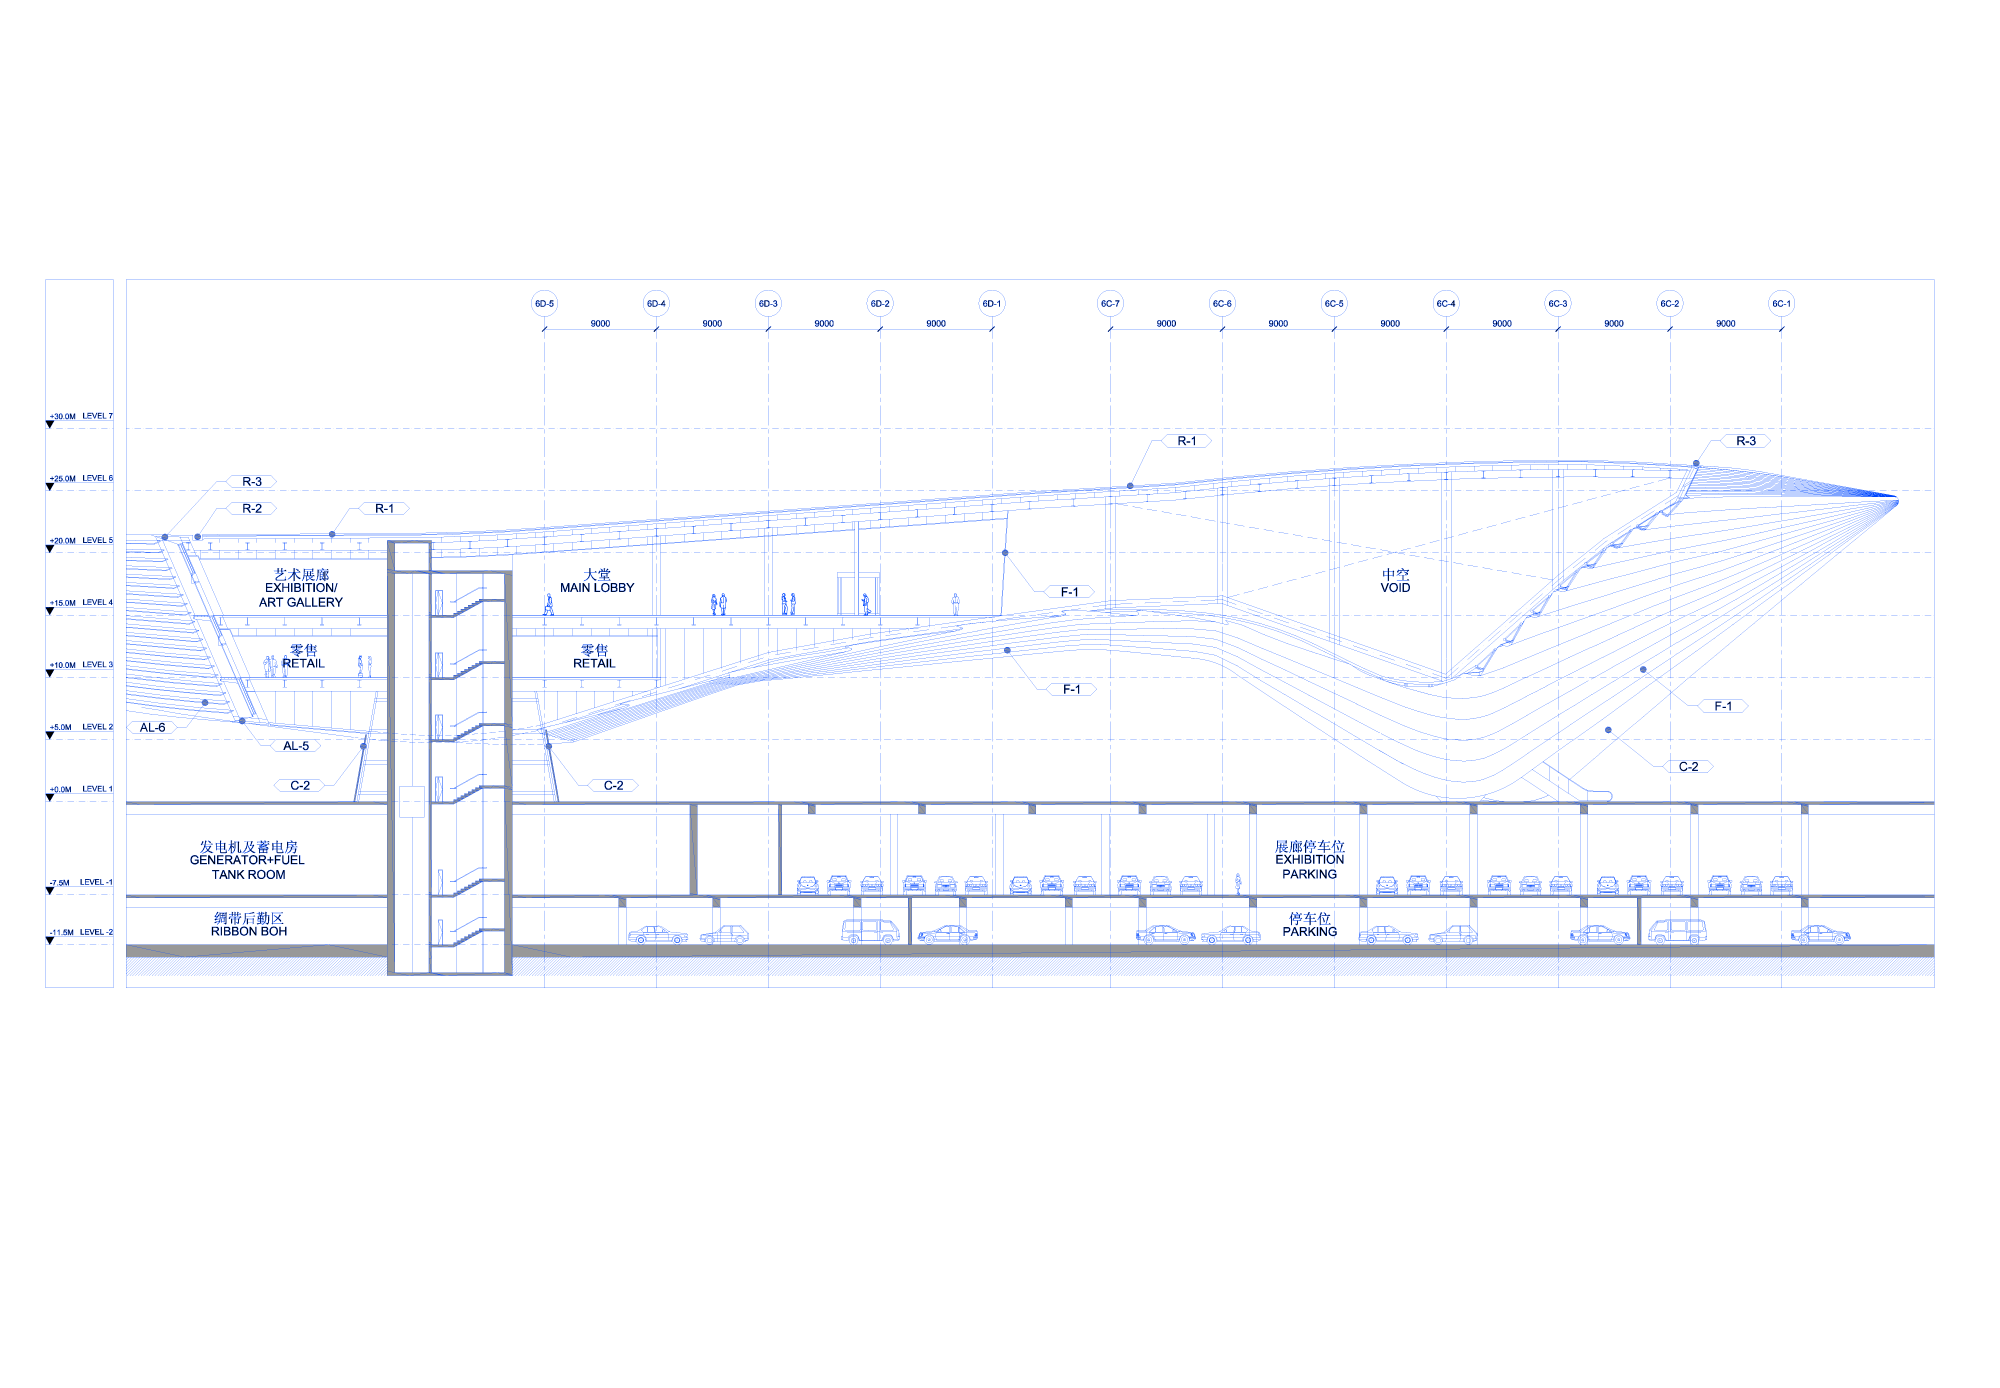 6D-5 6D-4 6D-3 6D-2 6D-1 6C-7 6C-6 6C-5 6C-4 6C-3 6C-2 6C-1
9000 9000 9000 9000 9000 9000 9000 9000 9000 9000
+30.0M LEVEL 7
R-1
R-3
+25.0M LEVEL 6
R-3
R-2
R-1
+20.0M LEVEL 5
艺术展廊
EXHIBITION/
ART GALLERY
大堂
MAIN LOBBY
中空
VOID
F-1
+15.0M LEVEL 4
零售
RETAIL
零售
RETAIL
+10.0M LEVEL 3
F-1
F-1
AL-6
+5.0M LEVEL 2
AL-5
C-2
C-2
C-2
+0.0M LEVEL 1
发电机及蓄电房
GENERATOR+FUEL
TANK ROOM
展廊停车位
EXHIBITION
PARKING
-7.5M LEVEL -1
绸带后勤区
RIBBON BOH
停车位
PARKING
-11.5M LEVEL -2